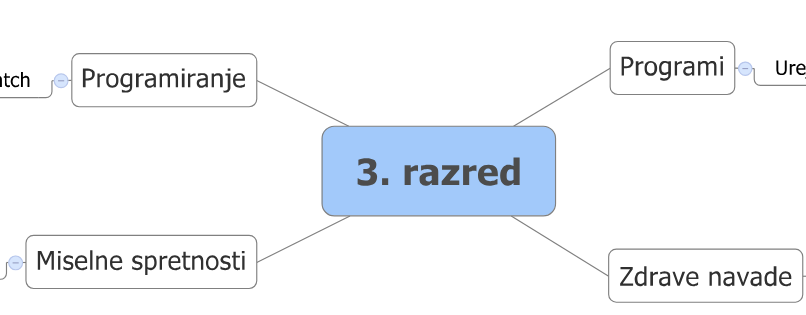 Programiranje
Programi
3. razred
Miselne spretnosti
Zdrave navade